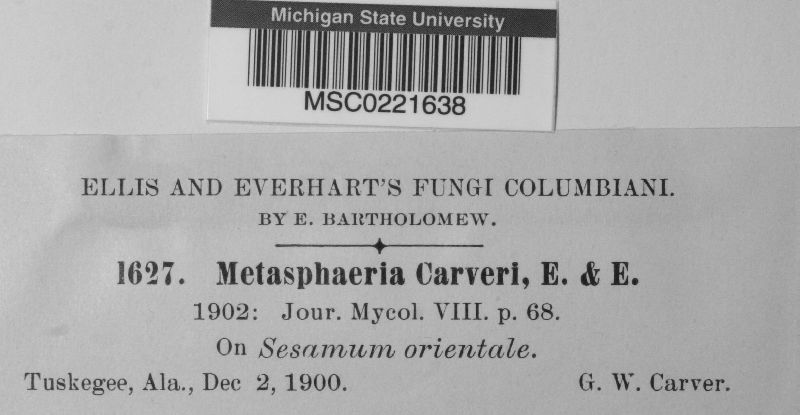 Michigan State University
MSC0221638
ELLIS AND EVERHART'S FUNGI COLUMBIANI.
BY E. BARTHOLOMEW.
1627. Metasphaeria Carveri, E. & E.
1902: Jour. Mycol. VIII. p. 68.
On Sesamum orientale.
Tuskegee, Ala., Dec 2, 1900. G. W. Carver.